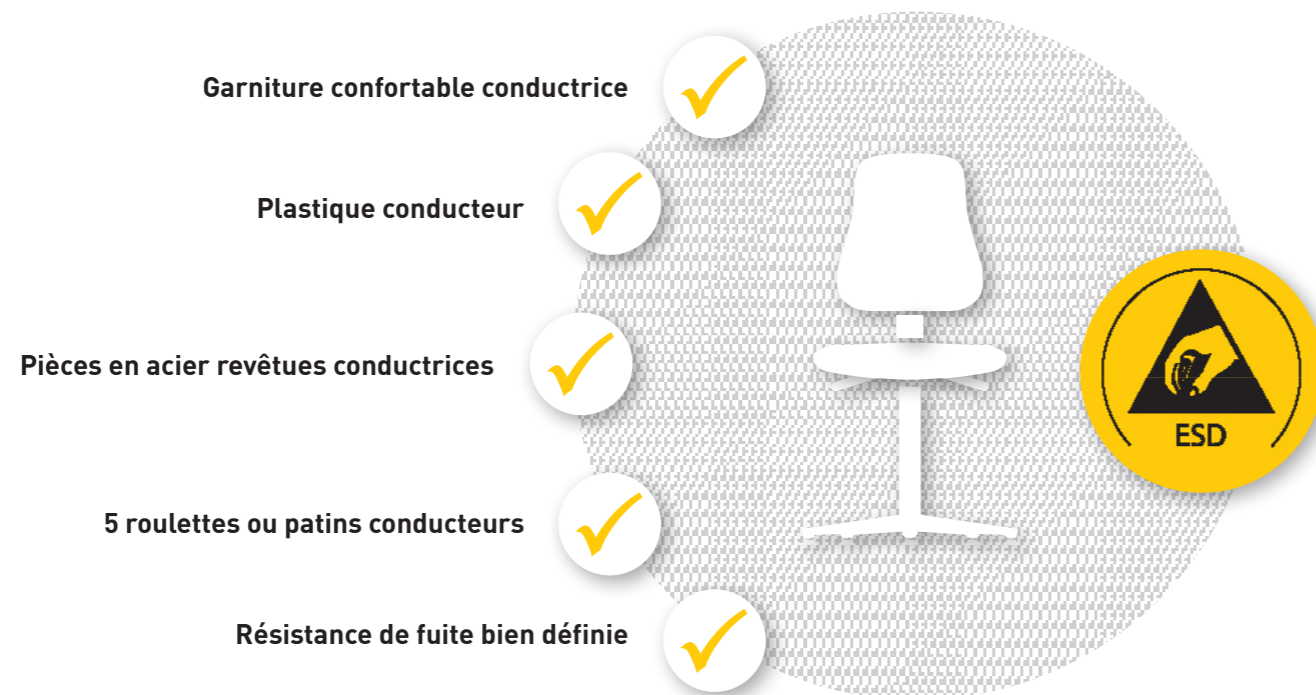 Garniture confortable conductrice
Plastique conducteur
Pièces en acier revêtues conductrices
ESD
5 roulettes ou patins conducteurs
Résistance de fuite bien définie